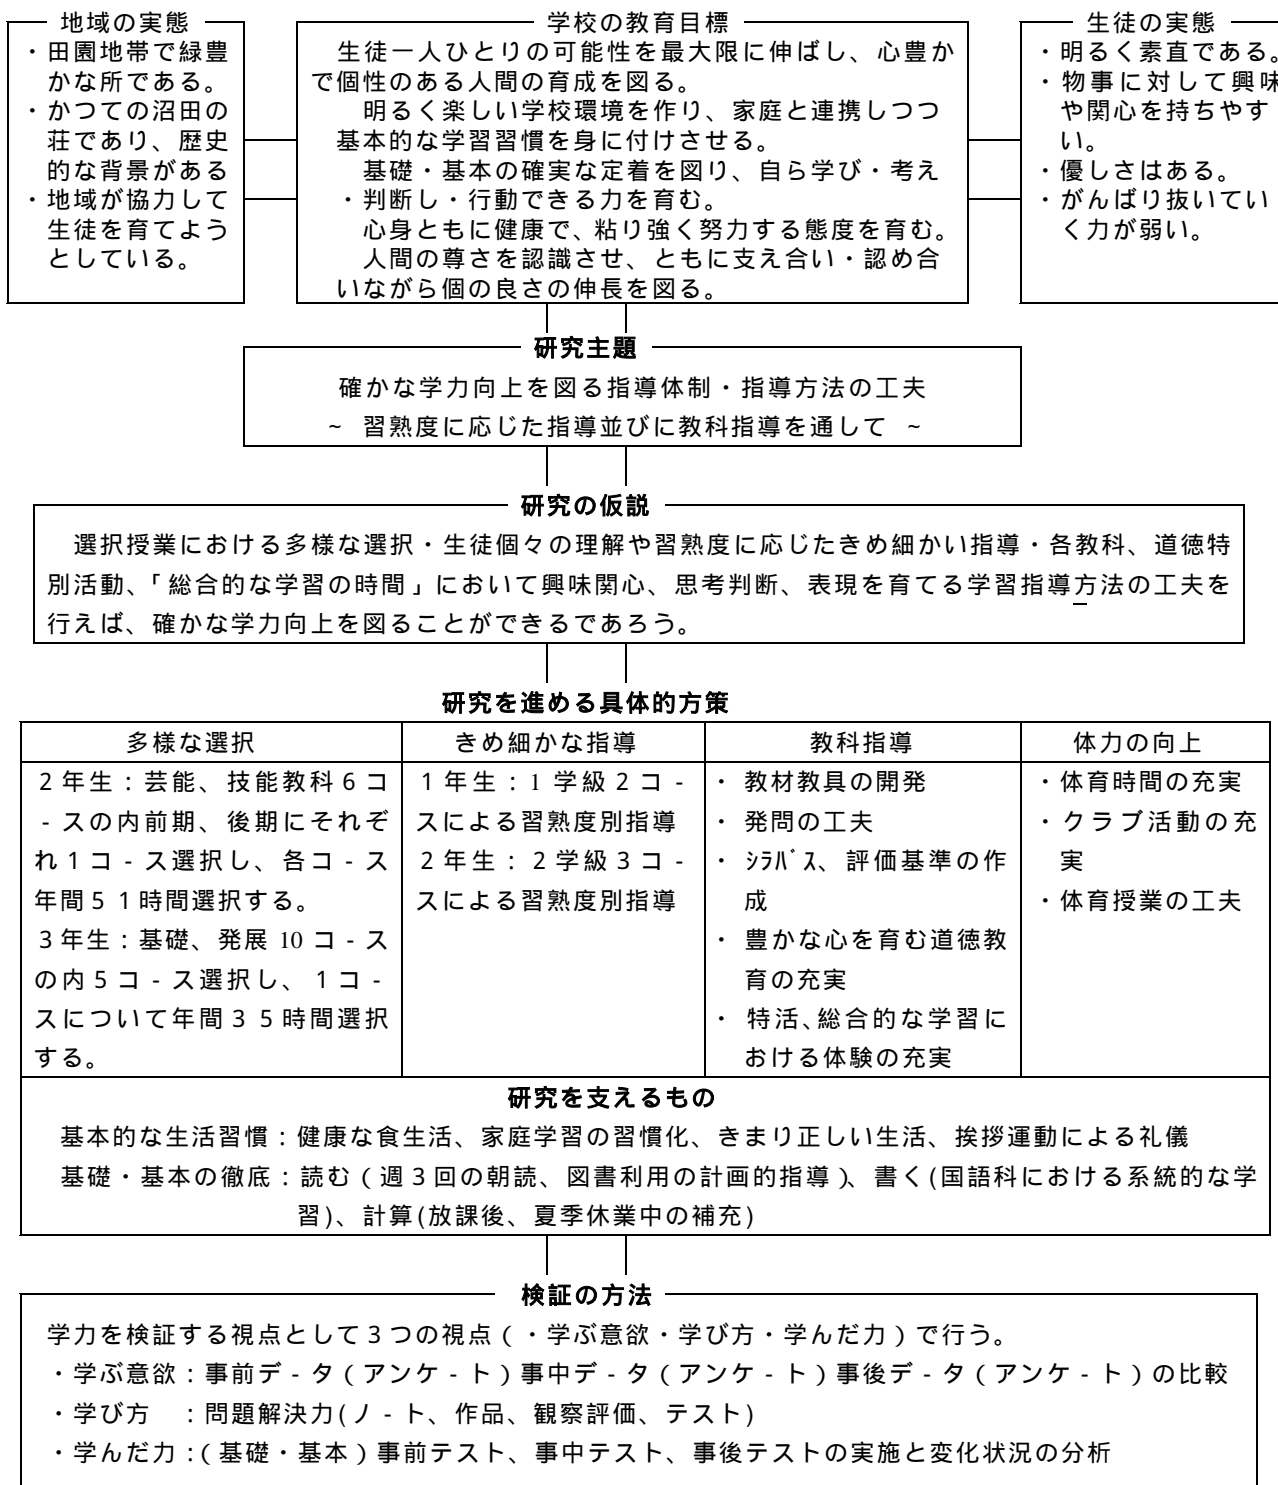 地域の実態
・田園地帯で緑豊
かな所である。
・かつての沼田の
荘であり、歴史
的な背景がある
・地域が協力して
生徒を育てよう
としている。
学校の教育目標
生徒一人ひとりの可能性を最大限に伸ばし、心豊か
で個性のある人間の育成を図る。
明るく楽しい学校環境を作り、家庭と連携しつつ
基本的な学習習慣を身に付けさせる。
基礎・基本の確実な定着を図り、自ら学び・考え
・判断し・行動できる力を育む。
心身ともに健康で、粘り強く努力する態度を育む。
人間の尊さを認識させ、ともに支え合い・認め合
いながら個の良さの伸長を図る。
生徒の実態
・明るく素直である。
・物事に対して興味
や関心を持ちやす
い。
・優しさはある。
・がんばり抜いてい
く力が弱い。
研究主題
確かな学力向上を図る指導体制・指導方法の工夫
~ 習熟度に応じた指導並びに教科指導を通して ~
研究の仮説
選択授業における多様な選択・生徒個々の理解や習熟度に応じたきめ細かい指導・各教科、道徳特
別活動、「総合的な学習の時間」において興味関心、思考判断、表現を育てる学習指導方法の工夫を
行えば、確かな学力向上を図ることができるであろう。
研究を進める具体的方策
多様な選択
2年生:芸能、技能教科6コ
-スの内前期、後期にそれぞ
れ1コ-ス選択し、各コ-ス
年間51時間選択する。
3年生:基礎、発展10コ-ス
の内5コ-ス選択し、1コ-
スについて年間35時間選択
する。
きめ細かな指導
1年生:1学級2コ-
スによる習熟度別指導
2年生:2学級3コ-
スによる習熟度別指導
教科指導
・ 教材教具の開発
・ 発問の工夫
・ ｼﾗﾊﾞｽ、評価基準の作
成
・ 豊かな心を育む道徳教
育の充実
・ 特活、総合的な学習に
おける体験の充実
体力の向上
・体育時間の充実
・クラブ活動の充
実
・体育授業の工夫
研究を支えるもの
基本的な生活習慣:健康な食生活、家庭学習の習慣化、きまり正しい生活、挨拶運動による礼儀
基礎・基本の徹底:読む(週3回の朝読、図書利用の計画的指導)、書く(国語科における系統的な学
習)、計算(放課後、夏季休業中の補充)
検証の方法
学力を検証する視点として3つの視点(・学ぶ意欲・学び方・学んだ力)で行う。
・学ぶ意欲:事前デ-タ(アンケ-ト)事中デ-タ(アンケ-ト)事後デ-タ(アンケ-ト)の比較
・学び方 :問題解決力(ノ-ト、作品、観察評価、テスト)
・学んだ力:(基礎・基本)事前テスト、事中テスト、事後テストの実施と変化状況の分析